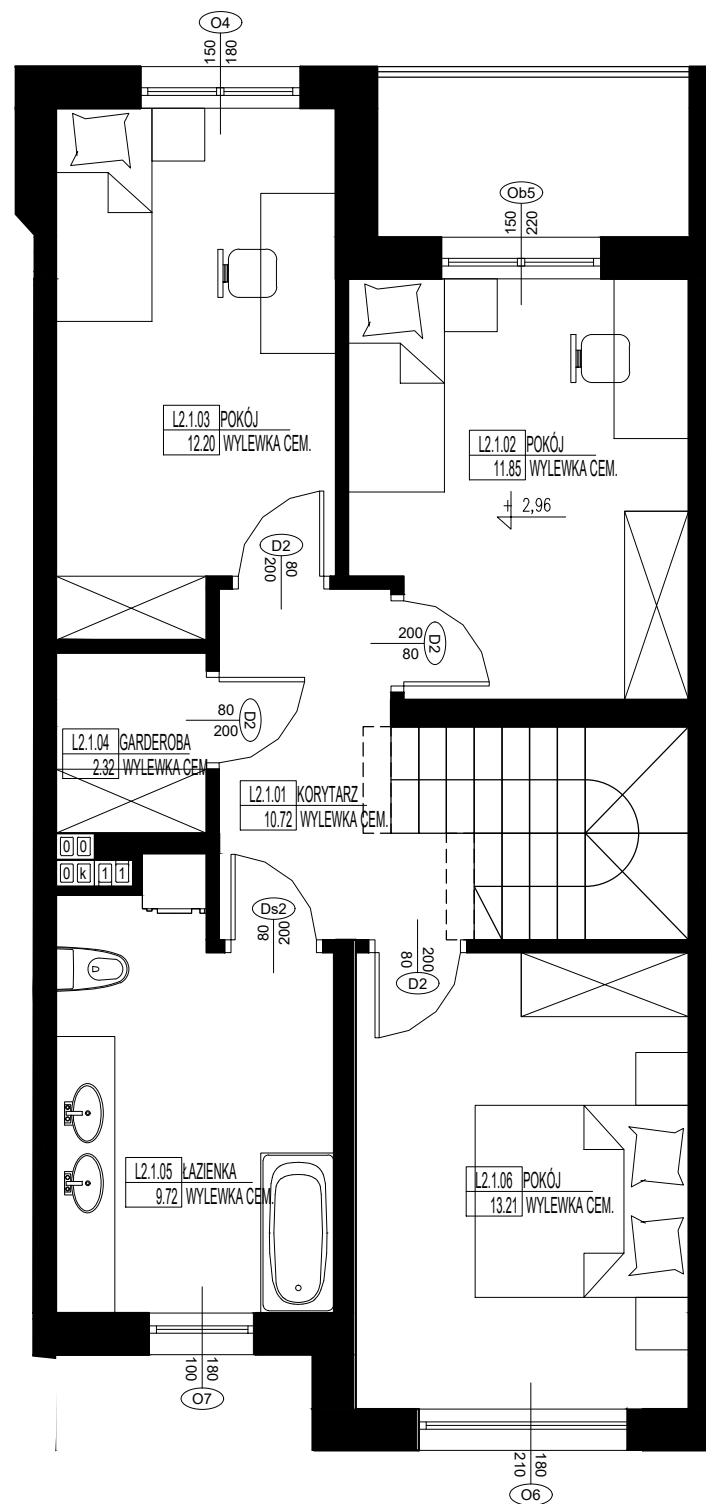 O4
150
180
Ob5
150
220
L2.1.03 POKÓJ
12.20 WYLEWKA CEM.
L2.1.02 POKÓJ
11.85 WYLEWKA CEM.
+ 2,96
D2
80
200
200
80
D2
80
200
D2
L2.1.04 GARDEROBA
2.32 WYLEWKA CEM.
L2.1.01 KORYTARZ
10.72 WYLEWKA CEM.
0 0
0 k 1 1
Ds2
200
80
200
80
D2
L2.1.05 ŁAZIENKA
9.72 WYLEWKA CEM.
L2.1.06 POKÓJ
13.21 WYLEWKA CEM.
180
100
O7
180
210
O6